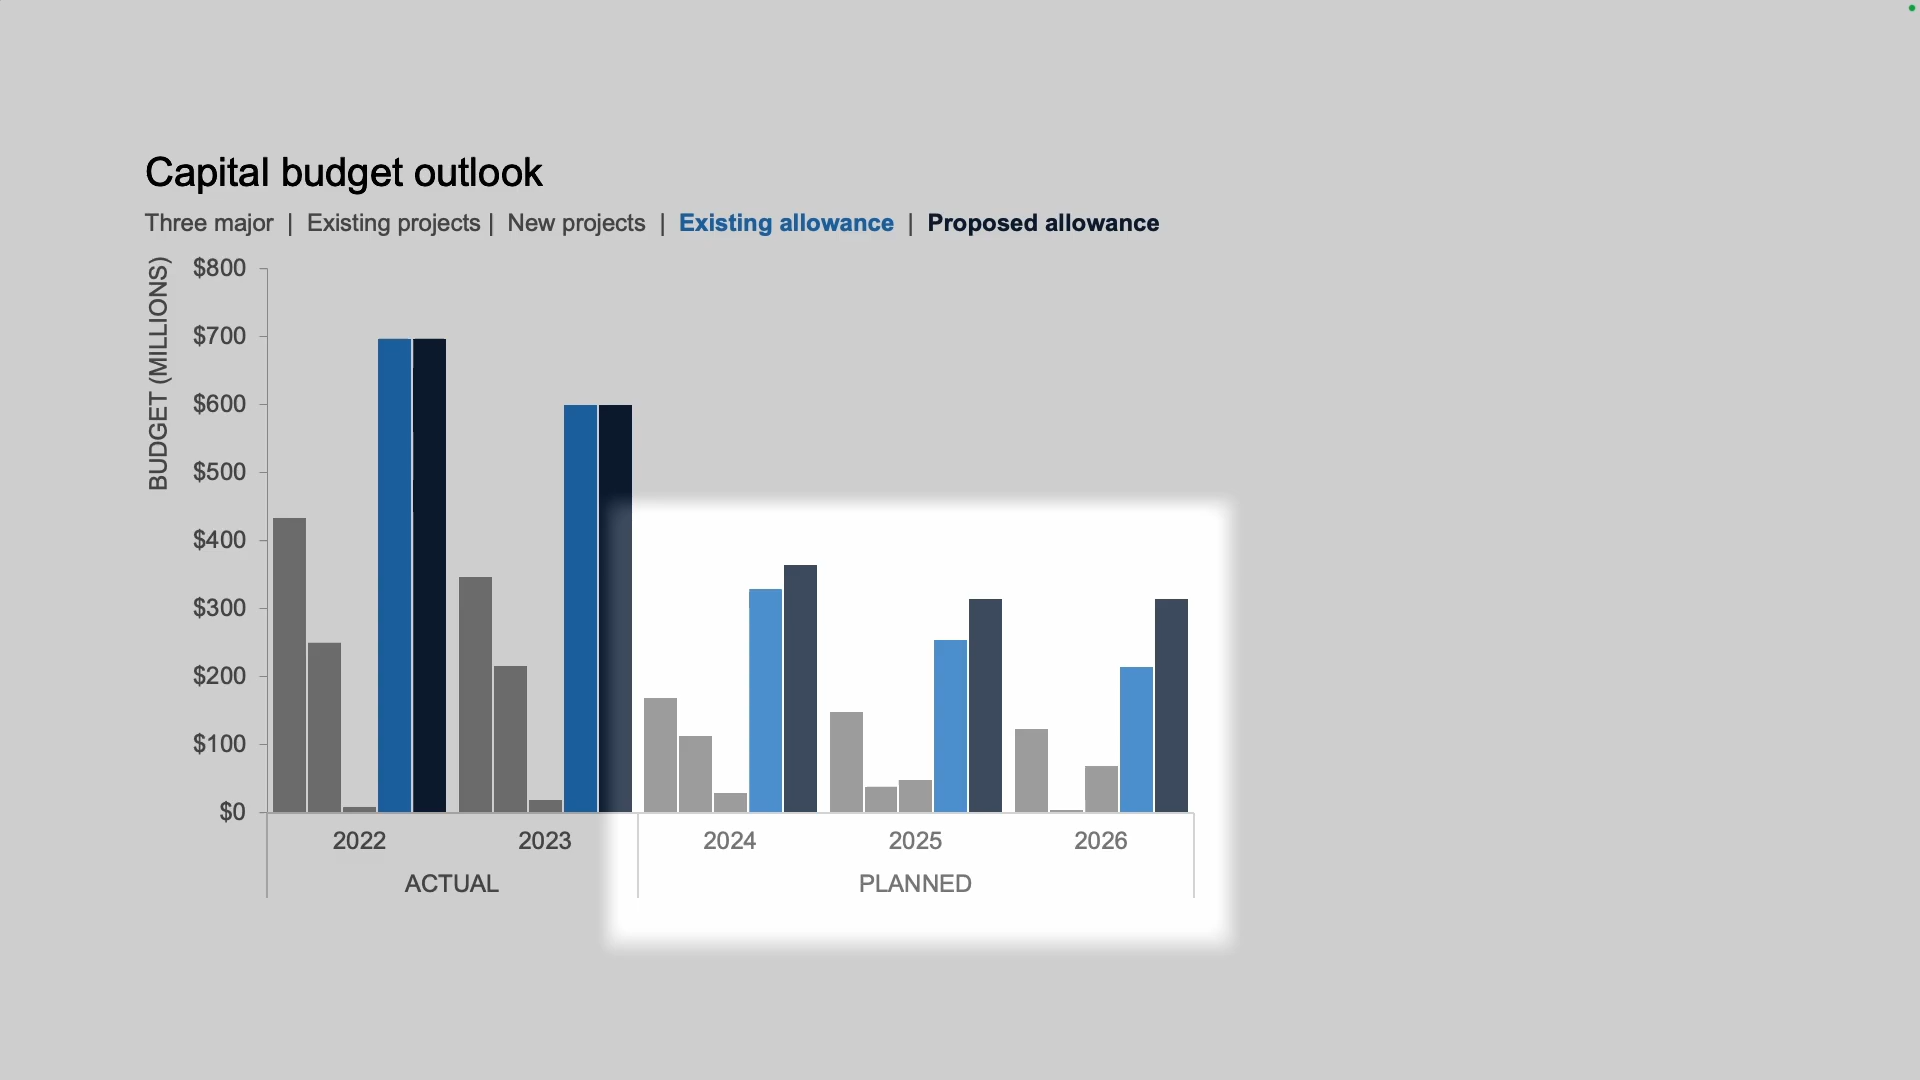 Capital budget outlook
Three major | Existing projects | New projects | Existing allowance | Proposed allowance
BUDGET (MILLIONS)
$800
$700
$600
$500
$400
$300
$200
$100
$0
2022 2023 2024 2025 2026
ACTUAL PLANNED